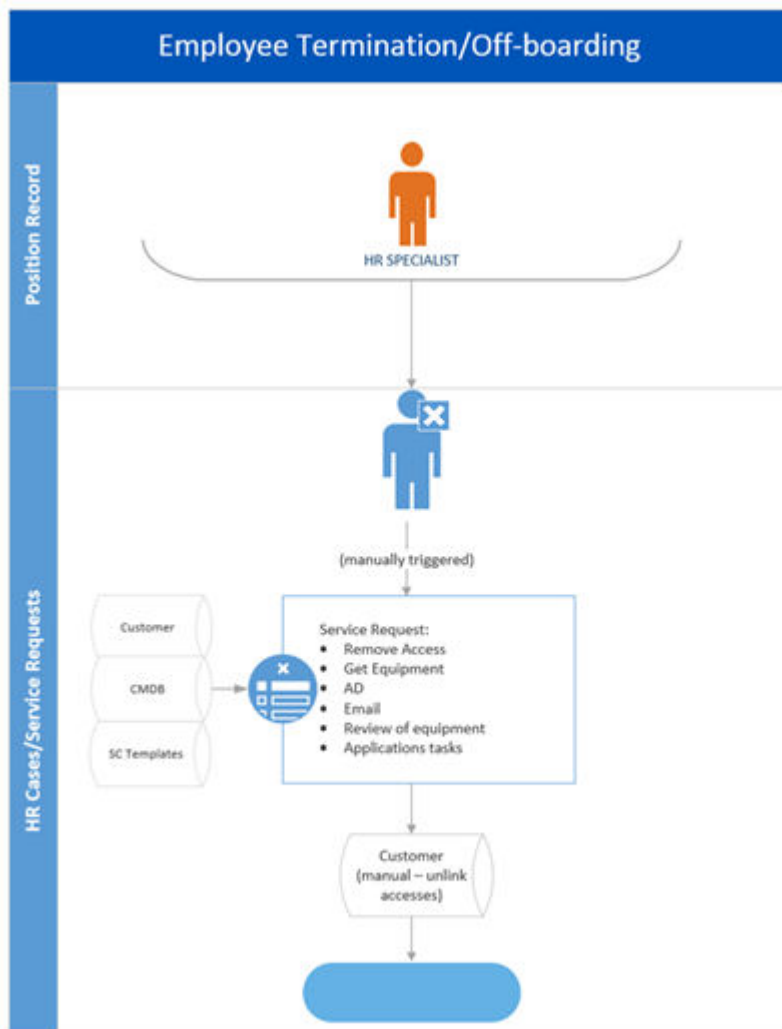 Employee Termination/Off-boarding
Position Record
HR SPECIALIST
HR Cases/Service Requests
(manually triggered)
Customer
CMDB
SC Templates
Service Request:
• Remove Access
• Get Equipment
• AD
• Email
• Review of equipment
• Applications tasks
Customer
(manual – unlink
accesses)